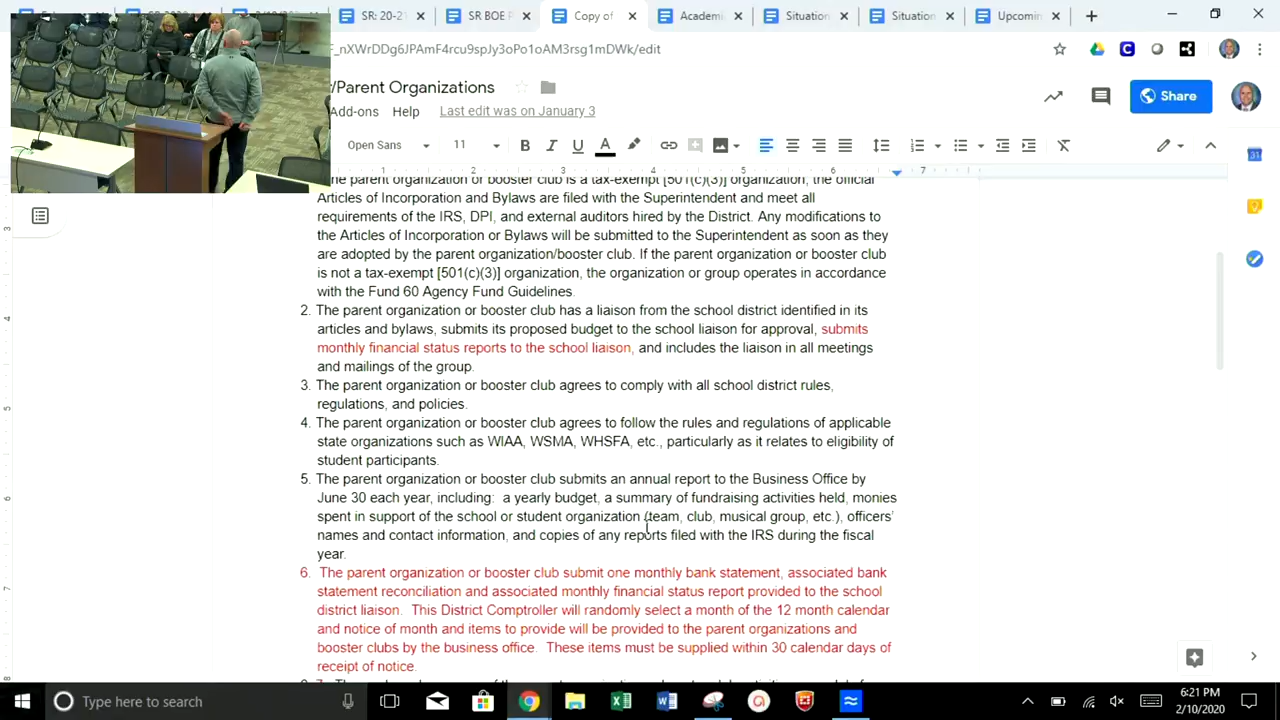 SR: 20-2
SR BOE F
Copy of
Academi
Situation
Situation
Upcomin
_nXWrDDg6JPAmF4rcu9spJy3oPo1oAM3rsg1mDWk/edit
r/Parent Organizations
Add-ons Help Last edit was on January 3
Share
Open Sans 11 B I U A
1 2 3 4 5 6 7
31
the parent organization or booster club is a tax-exempt [501(c)(3)] organization, the official
Articles of Incorporation and Bylaws are filed with the Superintendent and meet all
requirements of the IRS, DPI, and external auditors hired by the District. Any modifications to
the Articles of Incorporation or Bylaws will be submitted to the Superintendent as soon as they
are adopted by the parent organization/booster club. If the parent organization or booster club
is not a tax-exempt [501(c)(3)] organization, the organization or group operates in accordance
with the Fund 60 Agency Fund Guidelines.
2. The parent organization or booster club has a liaison from the school district identified in its
articles and bylaws, submits its proposed budget to the school liaison for approval, submits
monthly financial status reports to the school liaison, and includes the liaison in all meetings
and mailings of the group.
3. The parent organization or booster club agrees to comply with all school district rules,
regulations, and policies.
4. The parent organization or booster club agrees to follow the rules and regulations of applicable
state organizations such as WIAA, WSMA, WHSFA, etc., particularly as it relates to eligibility of
student participants.
5. The parent organization or booster club submits an annual report to the Business Office by
June 30 each year, including: a yearly budget, a summary of fundraising activities held, monies
spent in support of the school or student organization (team, club, musical group, etc.), officers'
names and contact information, and copies of any reports filed with the IRS during the fiscal
year.
6. The parent organization or booster club submit one monthly bank statement, associated bank
statement reconciliation and associated monthly financial status report provided to the school
district liaison. This District Comptroller will randomly select a month of the 12 month calendar
and notice of month and items to provide will be provided to the parent organizations and
booster clubs by the business office. These items must be supplied within 30 calendar days of
receipt of notice.
Type here to search
6:21 PM
2/10/2020